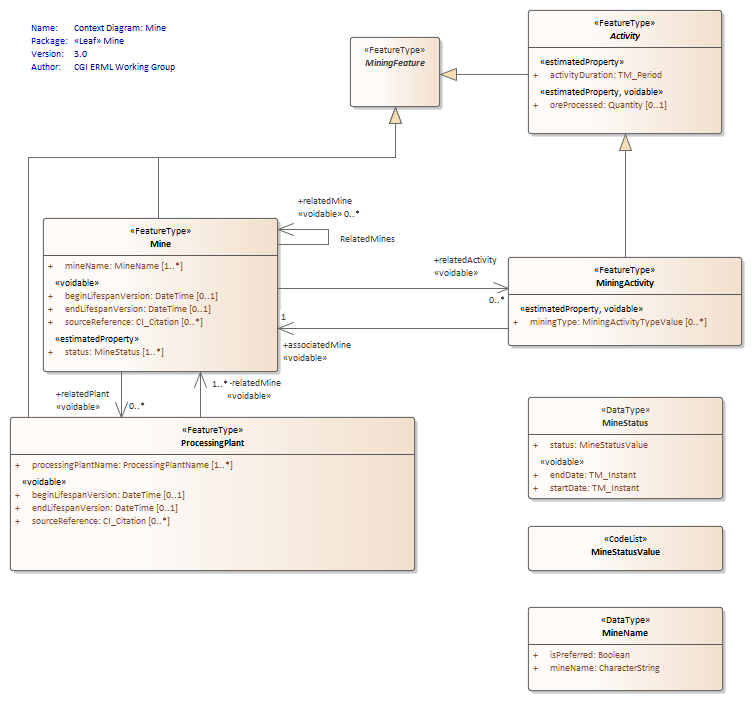 Name: Context Diagram: Mine
Package: «Leaf» Mine
Version: 3.0
Author: CGI ERML Working Group
«FeatureType»
MiningFeature
«FeatureType»
Activity
«estimatedProperty»
+ activityDuration: TM_Period
«estimatedProperty, voidable»
+ oreProcessed: Quantity [0..1]
+relatedMine
«voidable» 0..*
RelatedMines
«FeatureType»
Mine
+ mineName: MineName [1..*]
«voidable»
+ beginLifespanVersion: DateTime [0..1]
+ endLifespanVersion: DateTime [0..1]
+ sourceReference: CI_Citation [0..*]
«estimatedProperty»
+ status: MineStatus [1..*]
+relatedActivity
«voidable»
0..*
1
+associatedMine
«voidable»
«FeatureType»
MiningActivity
«estimatedProperty, voidable»
+ miningType: MiningActivityTypeValue [0..*]
+relatedPlant
«voidable» 0..*
1..* -relatedMine
«voidable»
«FeatureType»
ProcessingPlant
+ processingPlantName: ProcessingPlantName [1..*]
«voidable»
+ beginLifespanVersion: DateTime [0..1]
+ endLifespanVersion: DateTime [0..1]
+ sourceReference: CI_Citation [0..*]
«DataType»
MineStatus
+ status: MineStatusValue
«voidable»
+ endDate: TM_Instant
+ startDate: TM_Instant
«CodeList»
MineStatusValue
«DataType»
MineName
+ isPreferred: Boolean
+ mineName: CharacterString